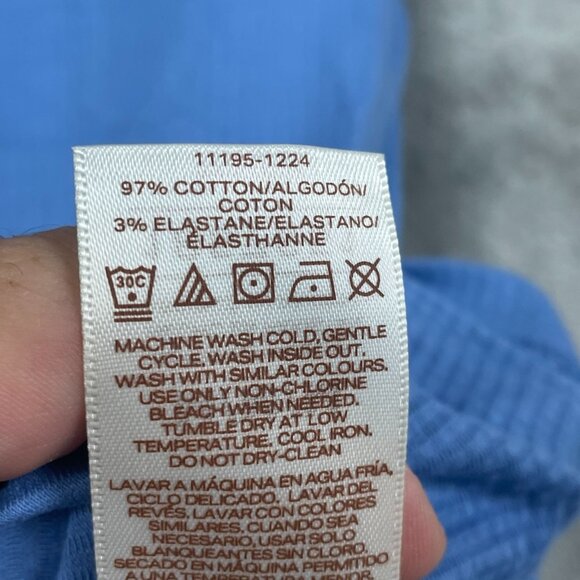 11195-1224
97% COTTON/ALGODÓN/
COTON
3% ELASTANE/ELASTANO/
ÉLASTHANNE
30C
MACHINE WASH COLD, GENTLE
CYCLE. WASH INSIDE OUT.
WASH WITH SIMILAR COLOURS.
USE ONLY NON-CHLORINE
BLEACH WHEN NEEDED.
TUMBLE DRY AT LOW
TEMPERATURE, COOL IRON.
DO NOT DRY-CLEAN
LAVAR A MÁQUINA EN AGUA FRÍA,
CICLO DELICADO. LAVAR DEL
REVÉS, LAVAR CON COLORES
SIMILARES. CUANDO SEA
NECESARIO, USAR SOLO
BLANQUEANTES SIN CLORO.
SECADO EN MÁQUINA PERMITIDO
A UNA TEMPERATURA MENOR